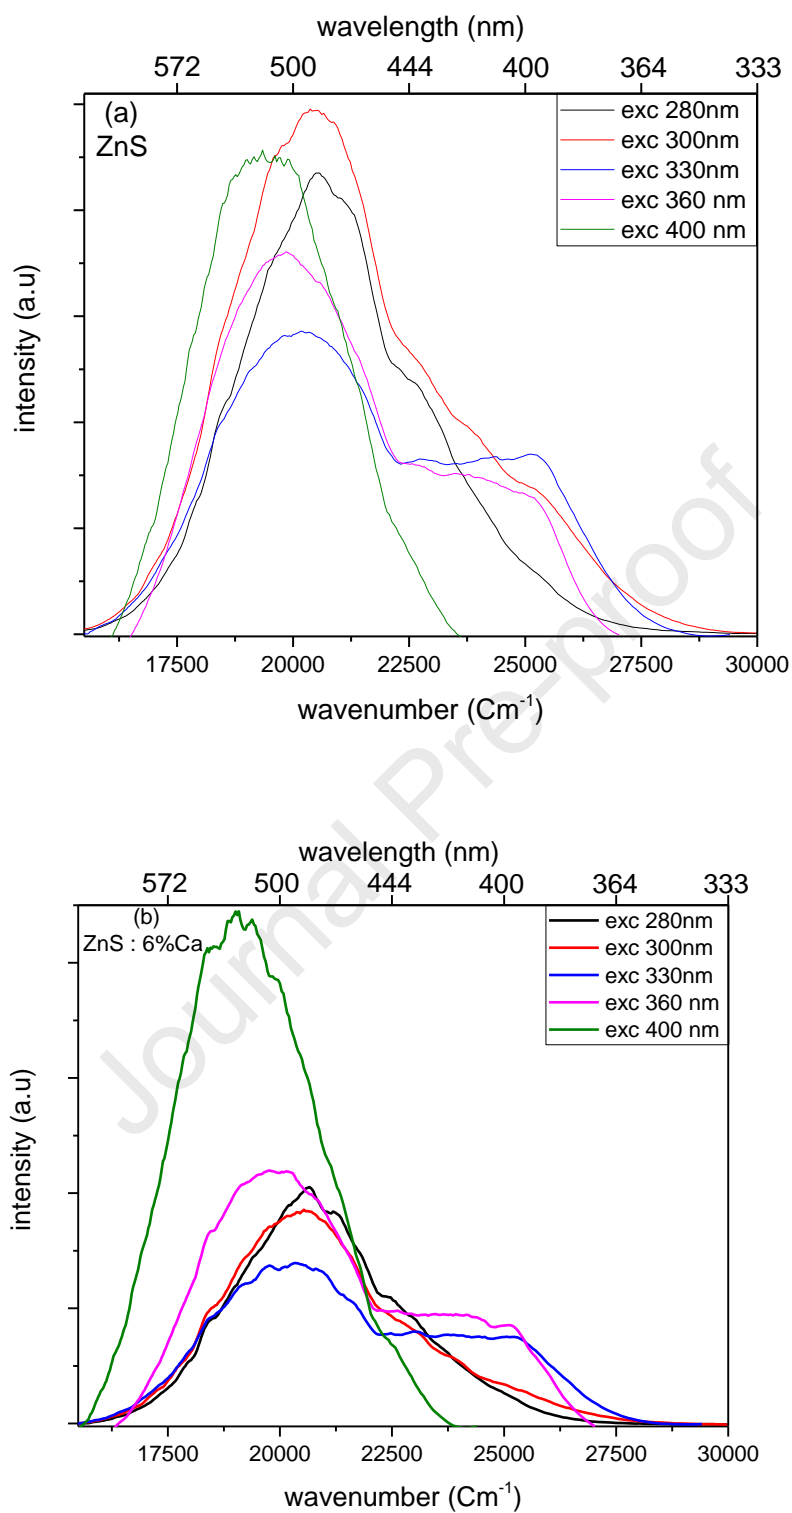 wavelength (nm)
572 500 444 400 364 333
(a)
ZnS
exc 280nm
exc 300nm
exc 330nm
exc 360 nm
exc 400 nm
intensity (a.u)
17500 20000 22500 25000 27500 30000
wavenumber (Cm-1)
Journal Pre-proof
wavelength (nm)
572 500 444 400 364 333
(b)
ZnS : 6%Ca
exc 280nm
exc 300nm
exc 330nm
exc 360 nm
exc 400 nm
intensity (a.u)
17500 20000 22500 25000 27500 30000
wavenumber (Cm-1)